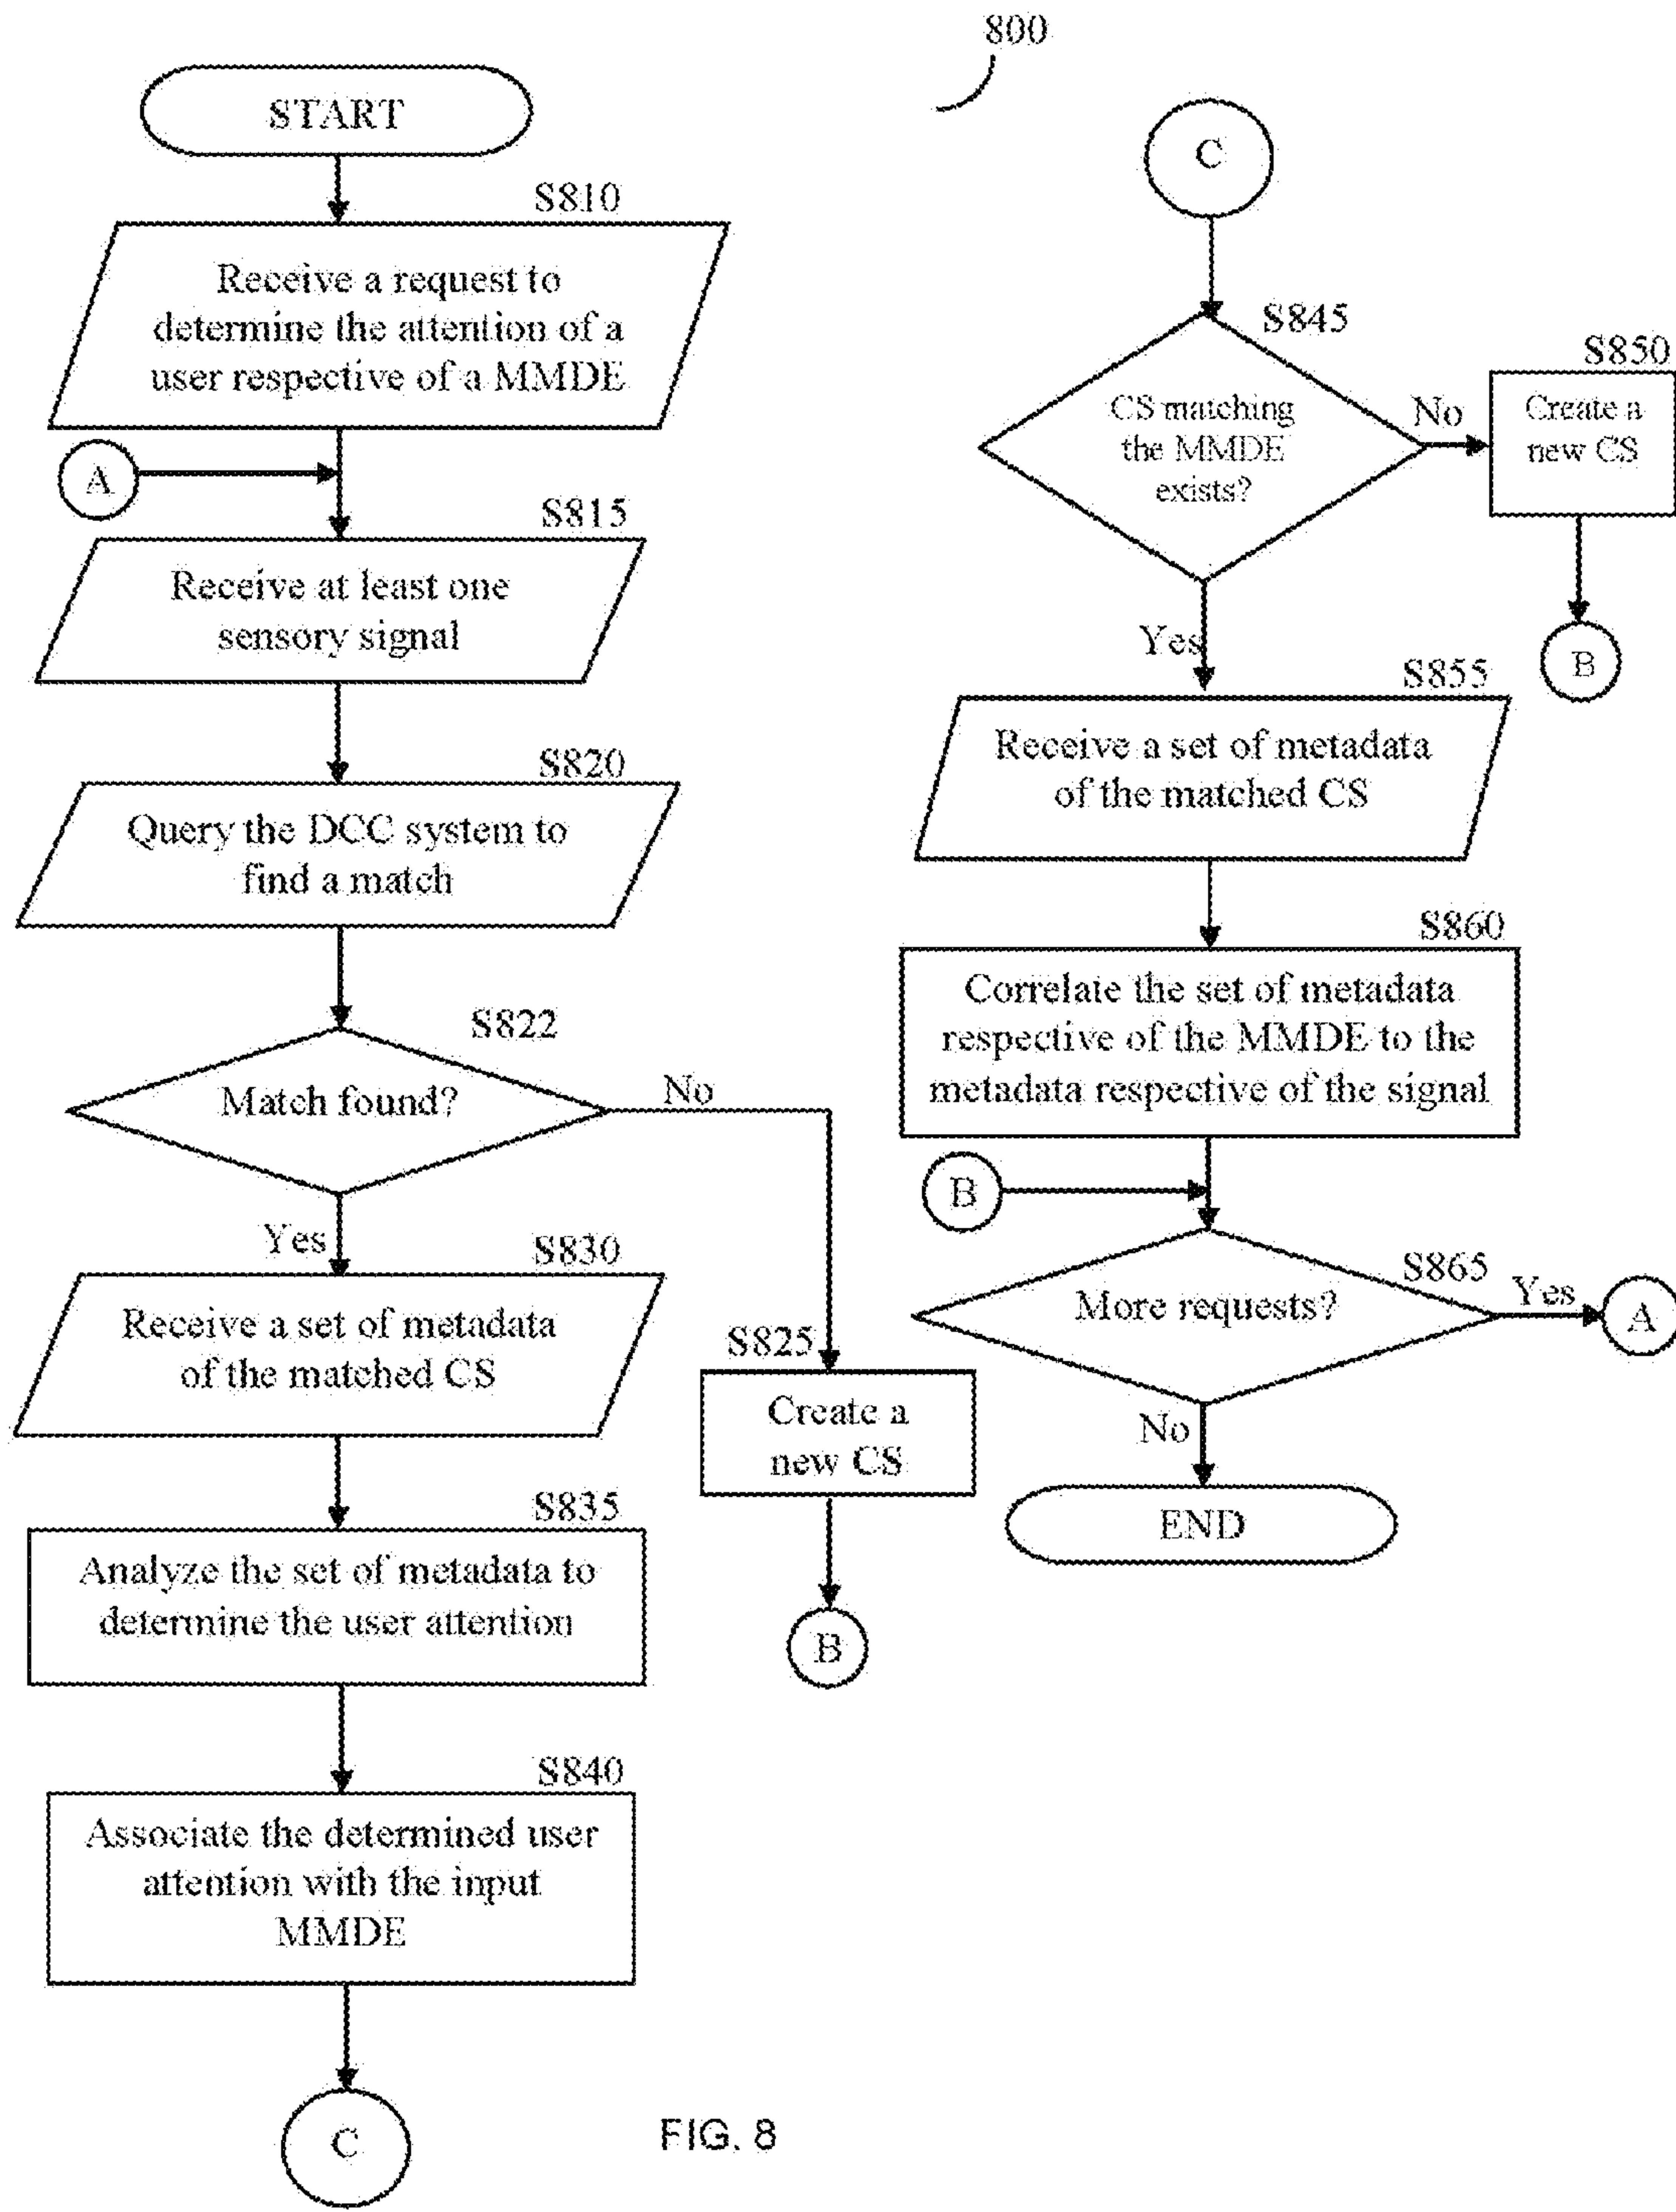 800
START
S810
Receive a request to
determine the attention of a
user respective of a MMDE
A
S815
Receive at least one
sensory signal
S820
Query the DCC system to
find a match
S822
Match found?
No
Yes
S830
Receive a set of metadata
of the matched CS
S825
Create a
new CS
B
S835
Analyze the set of metadata to
determine the user attention
S840
Associate the determined user
attention with the input
MMDE
C
C
S845
CS matching
the MMDE
exists?
No
S850
Create a
new CS
B
Yes
S855
Receive a set of metadata
of the matched CS
S860
Correlate the set of metadata
respective of the MMDE to the
metadata respective of the signal
B
S865
More requests?
Yes
A
No
END
FIG. 8